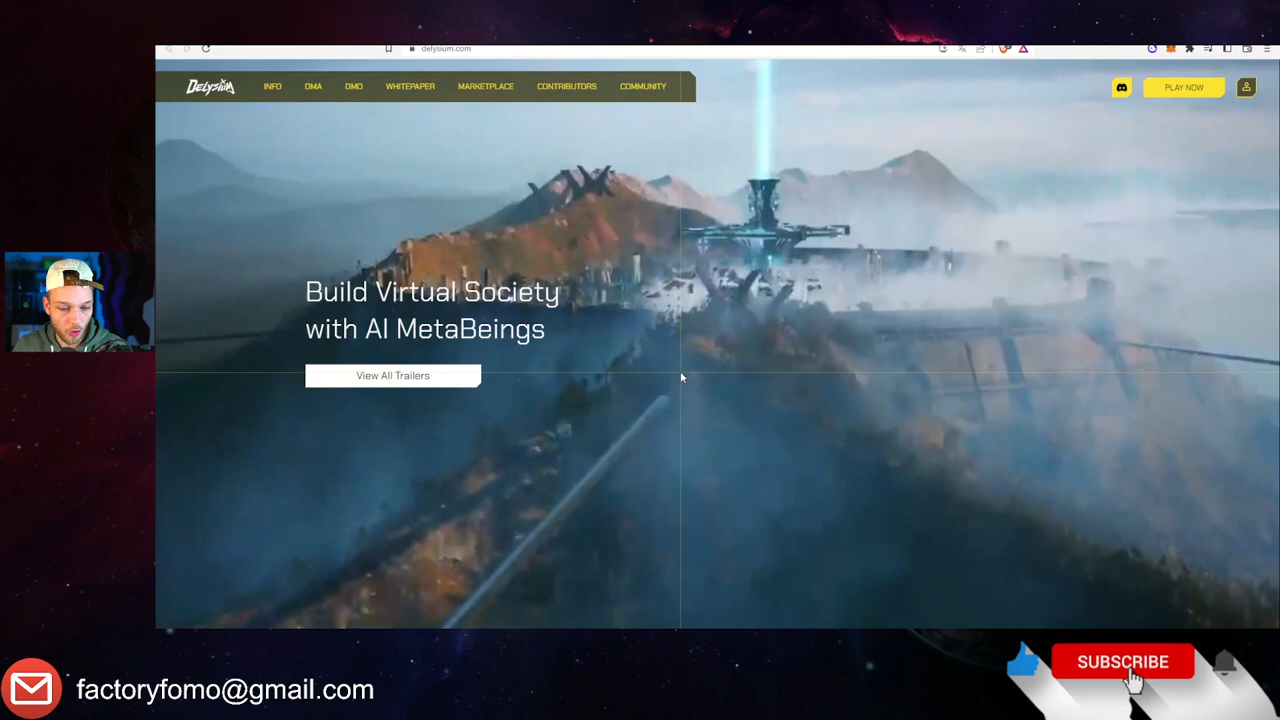 delysium.com
DELYSIUM INFO DMA DMO WHITEPAPER MARKETPLACE CONTRIBUTORS COMMUNITY PLAY NOW
Build Virtual Society
with AI MetaBeings
View All Trailers
factoryfomo@gmail.com
SUBSCRIBE